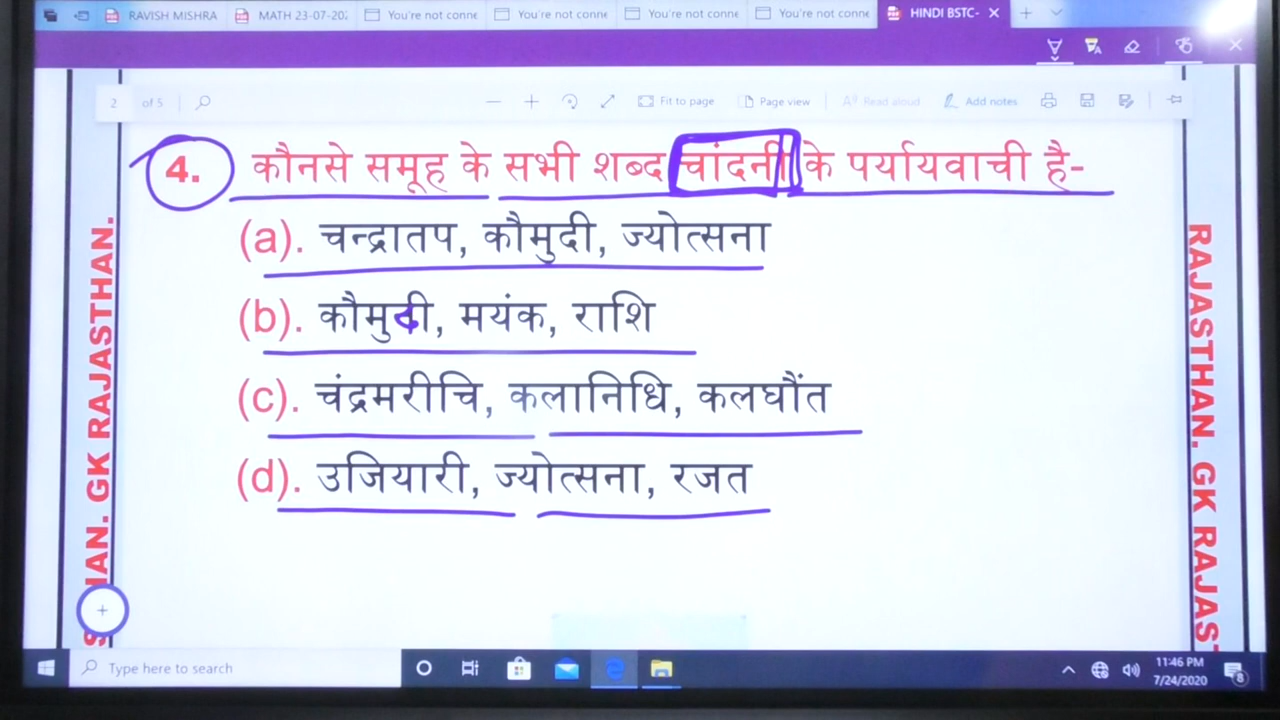 RAVISH MISHRA
MATH 23-07-202
You're not conne
You're not conne
You're not conne
You're not conne
HINDI BSTC-
2 of 5
Fit to page
Page view
Read aloud
Add notes
4. कौनसे समूह के सभी शब्द चांदनी के पर्यायवाची है-
(a). चन्द्रातप, कौमुदी, ज्योत्सना
(b). कौमुदी, मयंक, राशि
(c). चंद्रमरीचि, कलानिधि, कलघौंत
(d). उजियारी, ज्योत्सना, रजत
HAN. GK RAJASTHAN.
RAJASTHAN. GK RAJAS
Type here to search
11:46 PM
7/24/2020
8